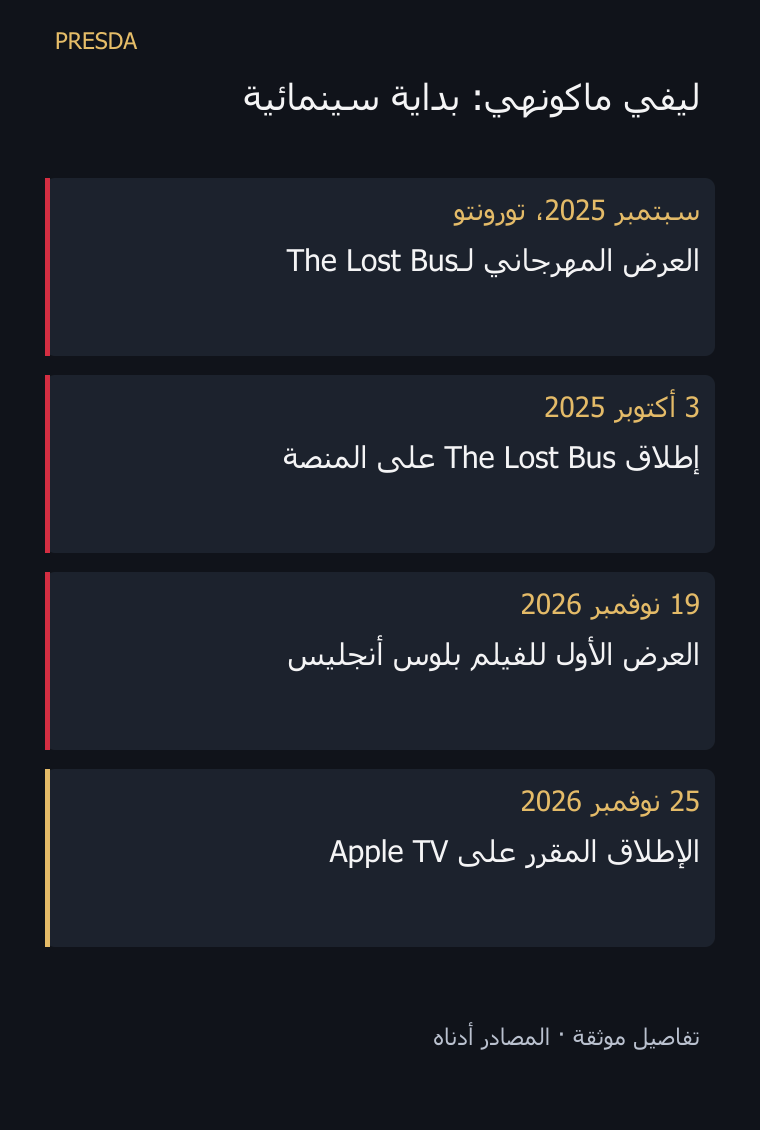 PRESDA
ليفي ماكونهي: بداية سينمائية
سبتمبر 2025، تورونتو
العرض المهرجاني لـThe Lost Bus
3 أكتوبر 2025
إطلاق The Lost Bus على المنصة
19 نوفمبر 2026
العرض الأول للفيلم بلوس أنجليس
25 نوفمبر 2026
الإطلاق المقرر على Apple TV
تفاصيل موثقة · المصادر أدناه